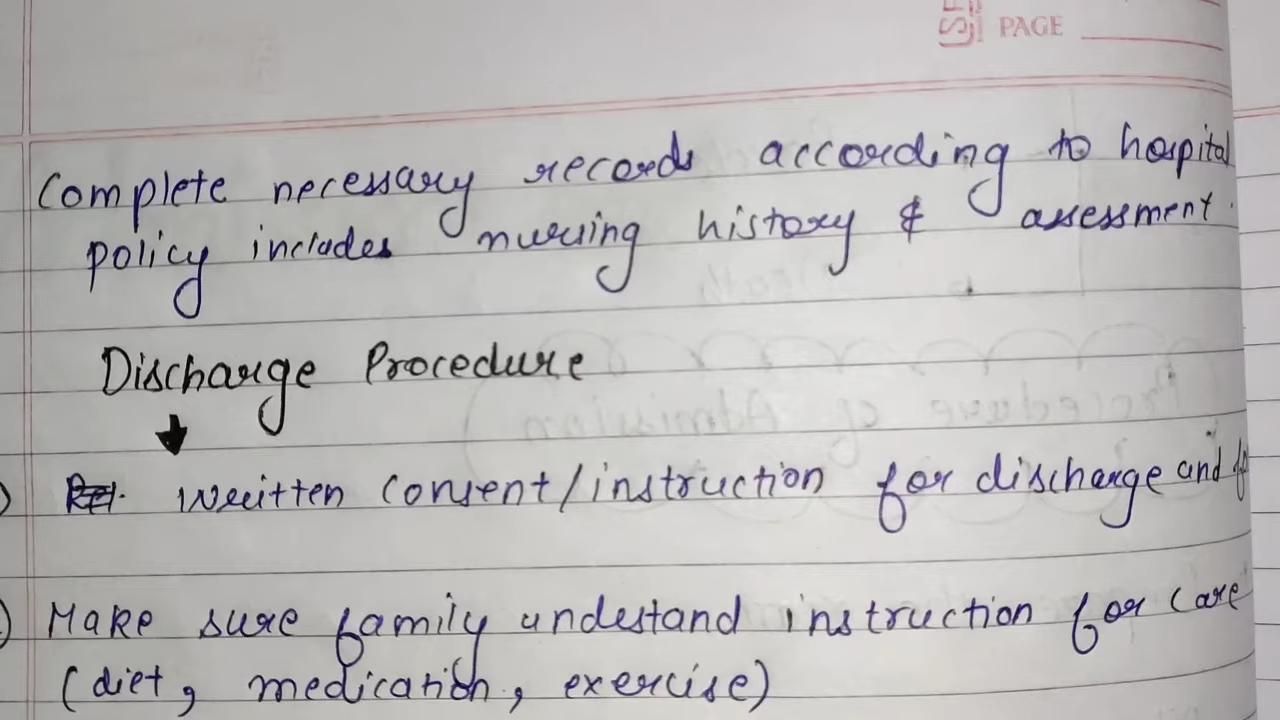 PAGE
Complete necessary records according to hospital
policy includes nursing history & assessment.
Discharge Procedure
Written Consent/instruction for discharge and
Make sure family undestand instruction for care
(diet, medication, exercise)